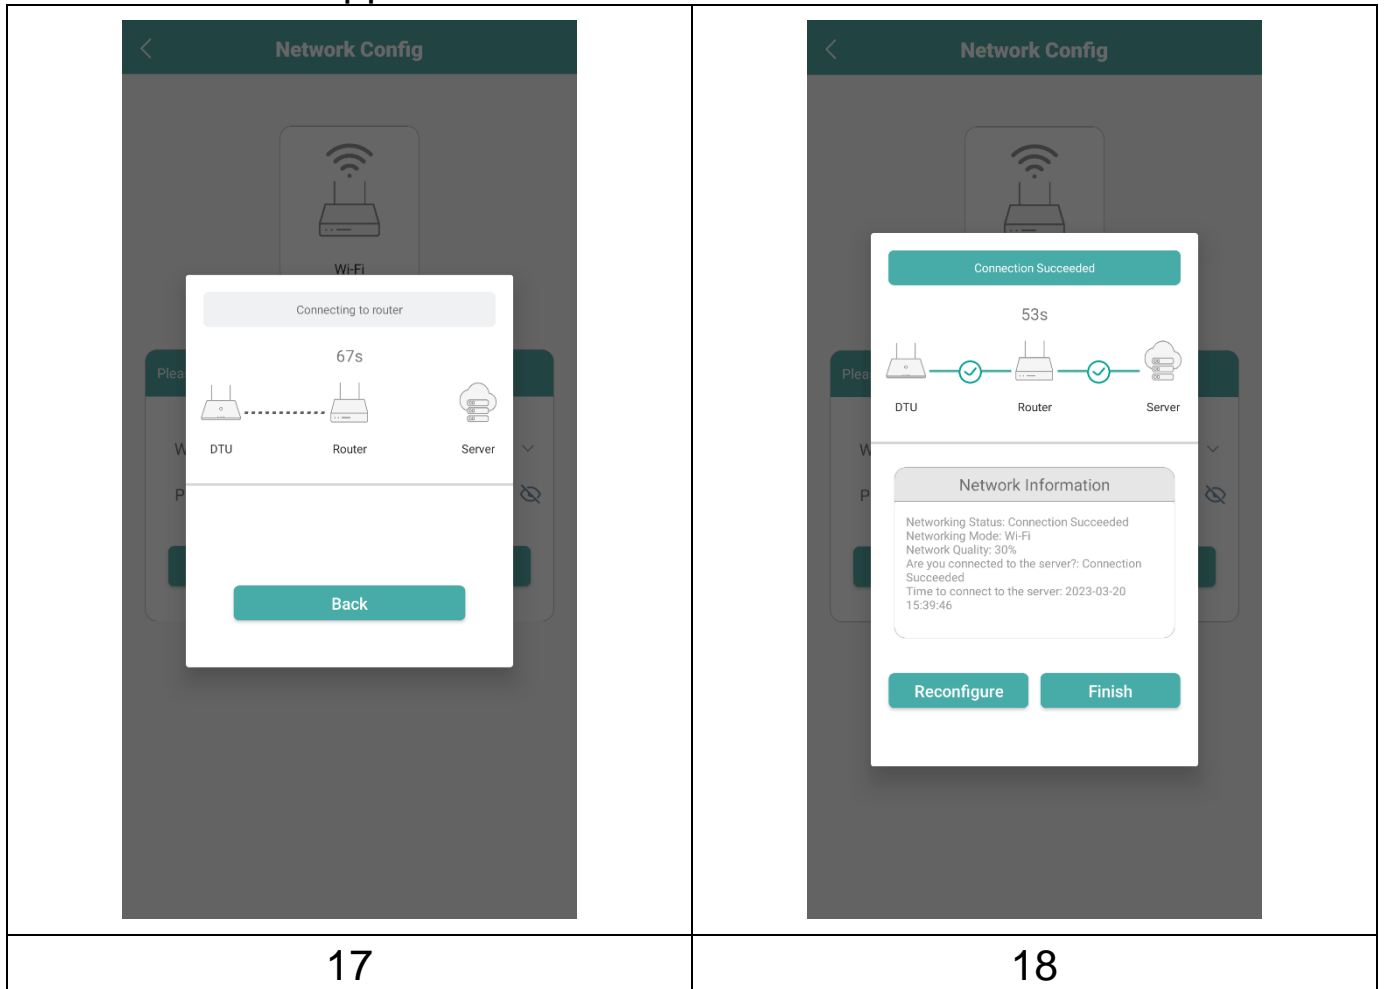 Network Config
Wi-Fi
Connecting to router
67s
Plea
DTU
Router
Server
W
P
Back
17
Network Config
Connection Succeeded
53s
Plea
DTU
Router
Server
W
P
Network Information
Networking Status: Connection Succeeded
Networking Mode: Wi-Fi
Network Quality: 30%
Are you connected to the server?: Connection
Succeeded
Time to connect to the server: 2023-03-20
15:39:46
Reconfigure
Finish
18